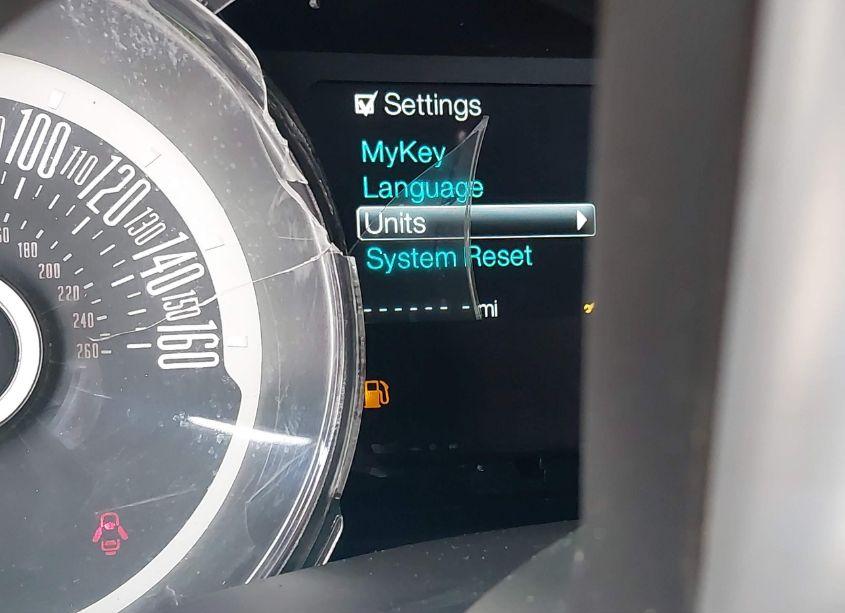 Settings
MyKey
Language
Units
System Reset
- - - - - - mi
100
110
120
130
140
150
160
180
200
220
240
260